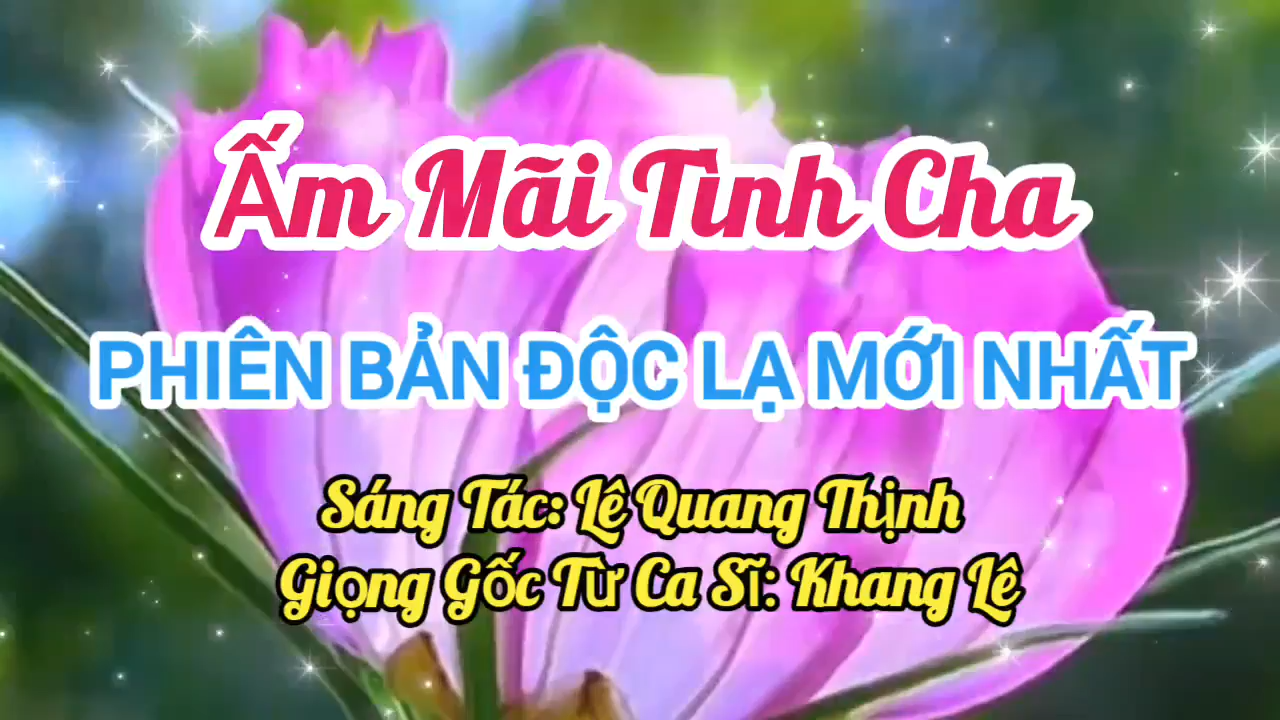 Ấm Mãi Tình Cha
PHIÊN BẢN ĐỘC LẠ MỚI NHẤT
Sáng Tác: Lê Quang Thịnh
Giọng Gốc Từ Ca Sĩ: Khang Lê